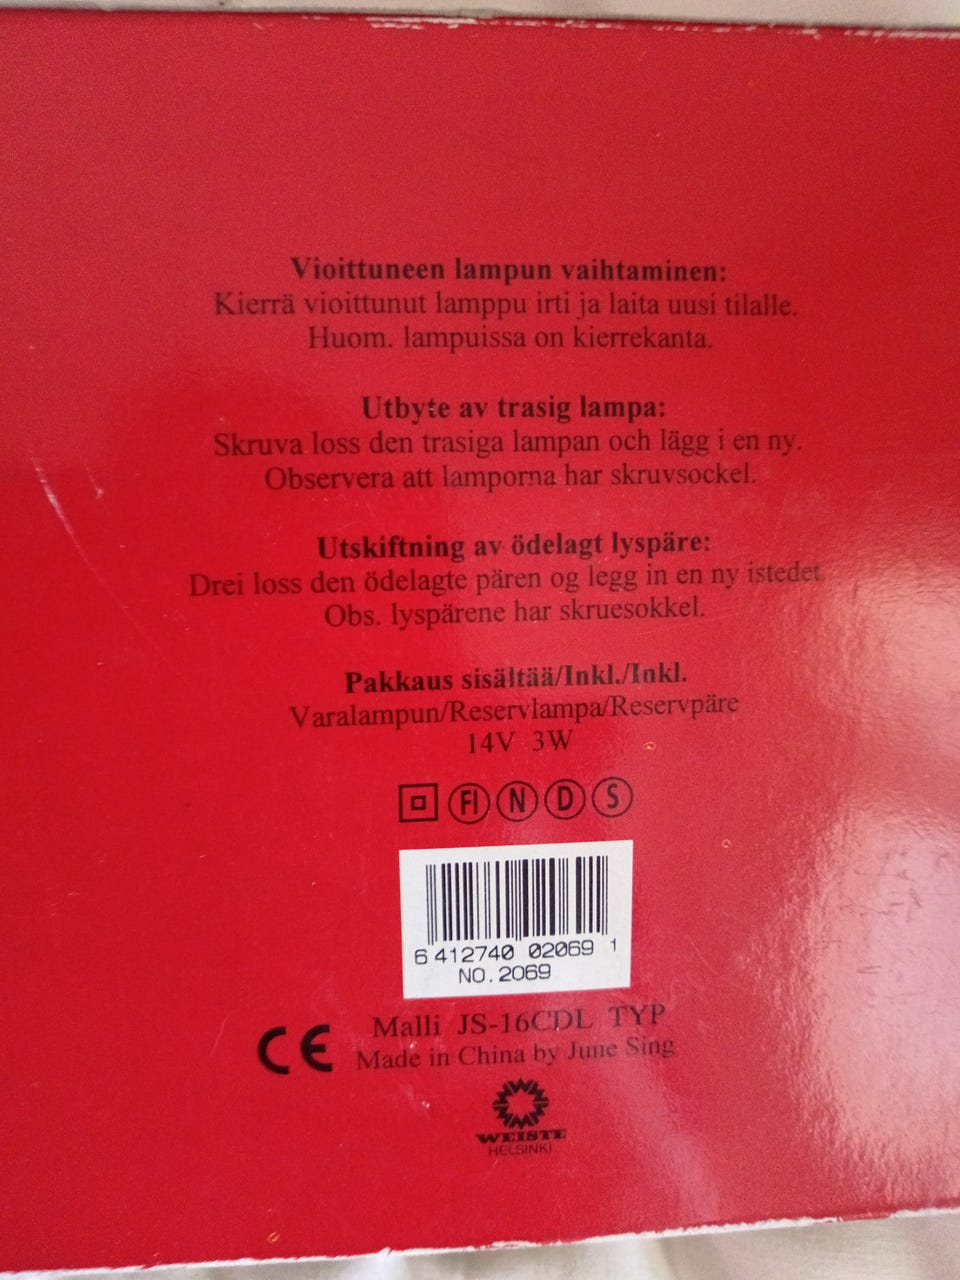 Vioittuneen lampun vaihtaminen:
Kierrä vioittunut lamppu irti ja laita uusi tilalle.
Huom. lampuissa on kierrekanta.
Utbyte av trasig lampa:
Skruva loss den trasiga lampan och lägg i en ny.
Observera att lamporna har skruvsockel.
Utskiftning av ödelagt lyspäre:
Drei loss den ödelagte pären og legg in en ny istedet.
Obs. lyspärene har skruesokkel.
Pakkaus sisältää/Inkl./Inkl.
Varalampun/Reservlampa/Reservpäre
14V 3W
FI N D S
6 412740 02069 1
NO.2069
CE
Malli JS-16CDL TYP
Made in China by June Sing
WEISTE
HELSINKI